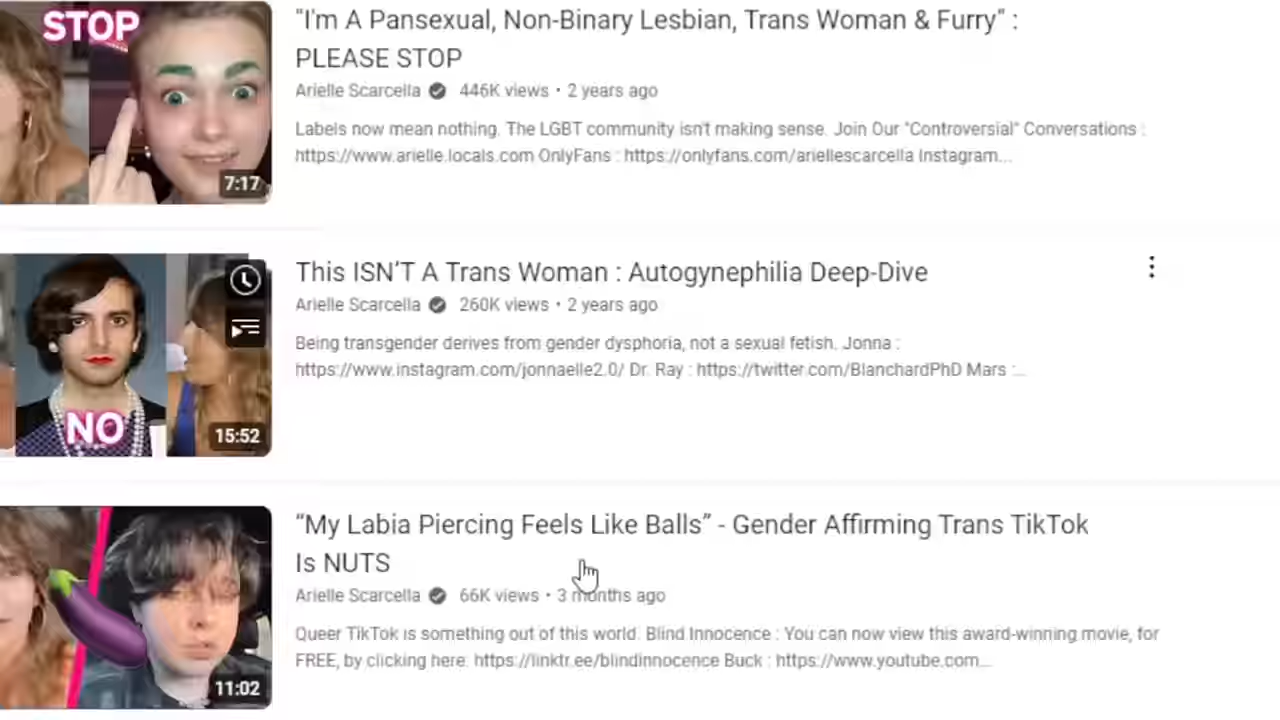 STOP
7:17
"I'm A Pansexual, Non-Binary Lesbian, Trans Woman & Furry" :
PLEASE STOP
Arielle Scarcella 446K views • 2 years ago
Labels now mean nothing. The LGBT community isn't making sense. Join Our "Controversial" Conversations :
https://www.arielle.locals.com OnlyFans : https://onlyfans.com/ariellescarcella Instagram...
NO
15:52
This ISN'T A Trans Woman : Autogynephilia Deep-Dive
Arielle Scarcella 260K views • 2 years ago
Being transgender derives from gender dysphoria, not a sexual fetish. Jonna :
https://www.instagram.com/jonnaelle2.0/ Dr. Ray : https://twitter.com/BlanchardPhD Mars :...
11:02
“My Labia Piercing Feels Like Balls” - Gender Affirming Trans TikTok
Is NUTS
Arielle Scarcella 66K views • 3 months ago
Queer TikTok is something out of this world. Blind Innocence : You can now view this award-winning movie, for
FREE, by clicking here: https://linktr.ee/blindinnocence Buck : https://www.youtube.com...